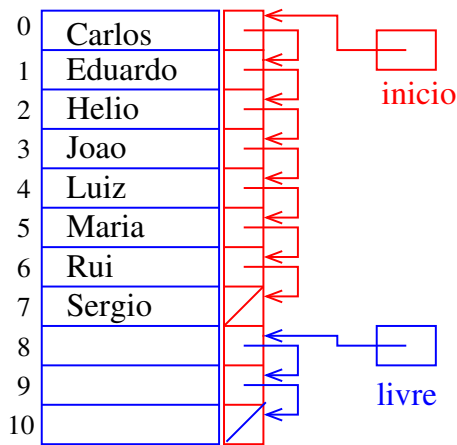 0 Carlos
1 Eduardo
inicio
2 Helio
3 Joao
4 Luiz
5 Maria
6 Rui
7 Sergio
8
9
livre
10